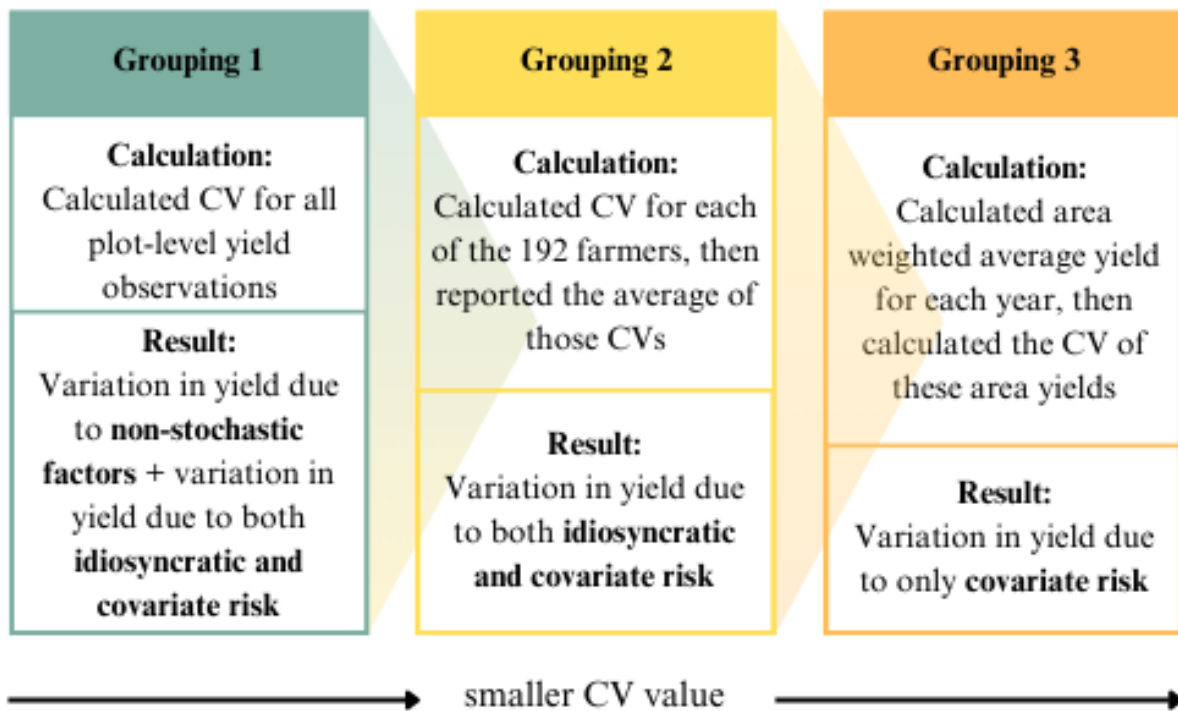 Grouping 1
Calculation:
Calculated CV for all
plot-level yield
observations
Result:
Variation in yield due
to non-stochastic
factors + variation in
yield due to both
idiosyncratic and
covariate risk
Grouping 2
Calculation:
Calculated CV for each
of the 192 farmers, then
reported the average of
those CVs
Result:
Variation in yield due
to both idiosyncratic
and covariate risk
Grouping 3
Calculation:
Calculated area
weighted average yield
for each year, then
calculated the CV of
these area yields
Result:
Variation in yield due
to only covariate risk
smaller CV value